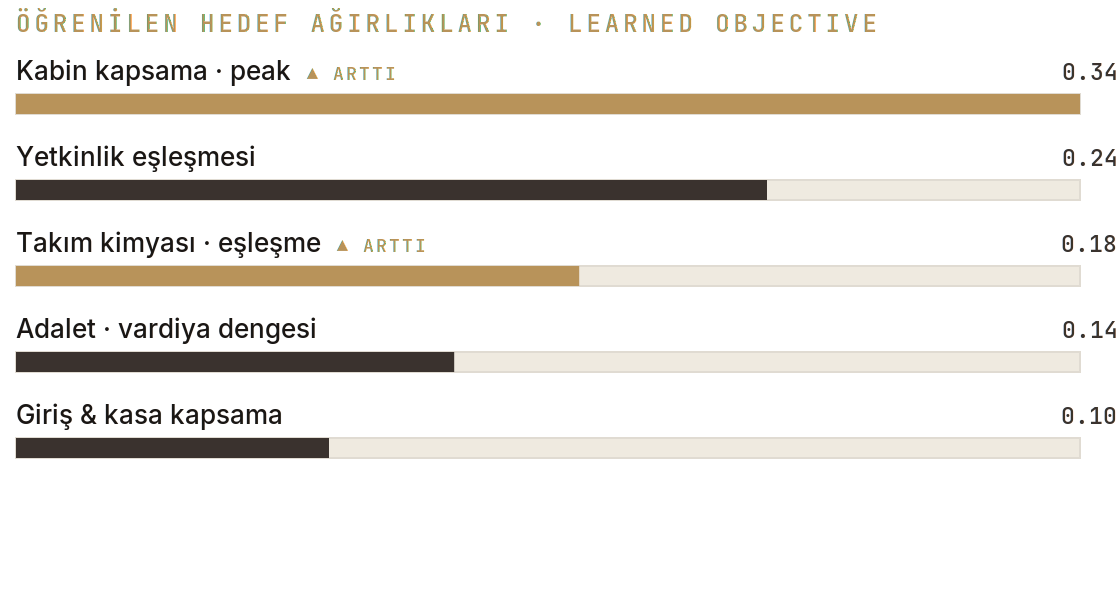 ÖĞRENİLEN HEDEF AĞIRLIKLARI · LEARNED OBJECTIVE
Kabin kapsama · peak ▲ ARTTI 0.34
Yetkinlik eşleşmesi 0.24
Takım kimyası · eşleşme ▲ ARTTI 0.18
Adalet · vardiya dengesi 0.14
Giriş & kasa kapsama 0.10